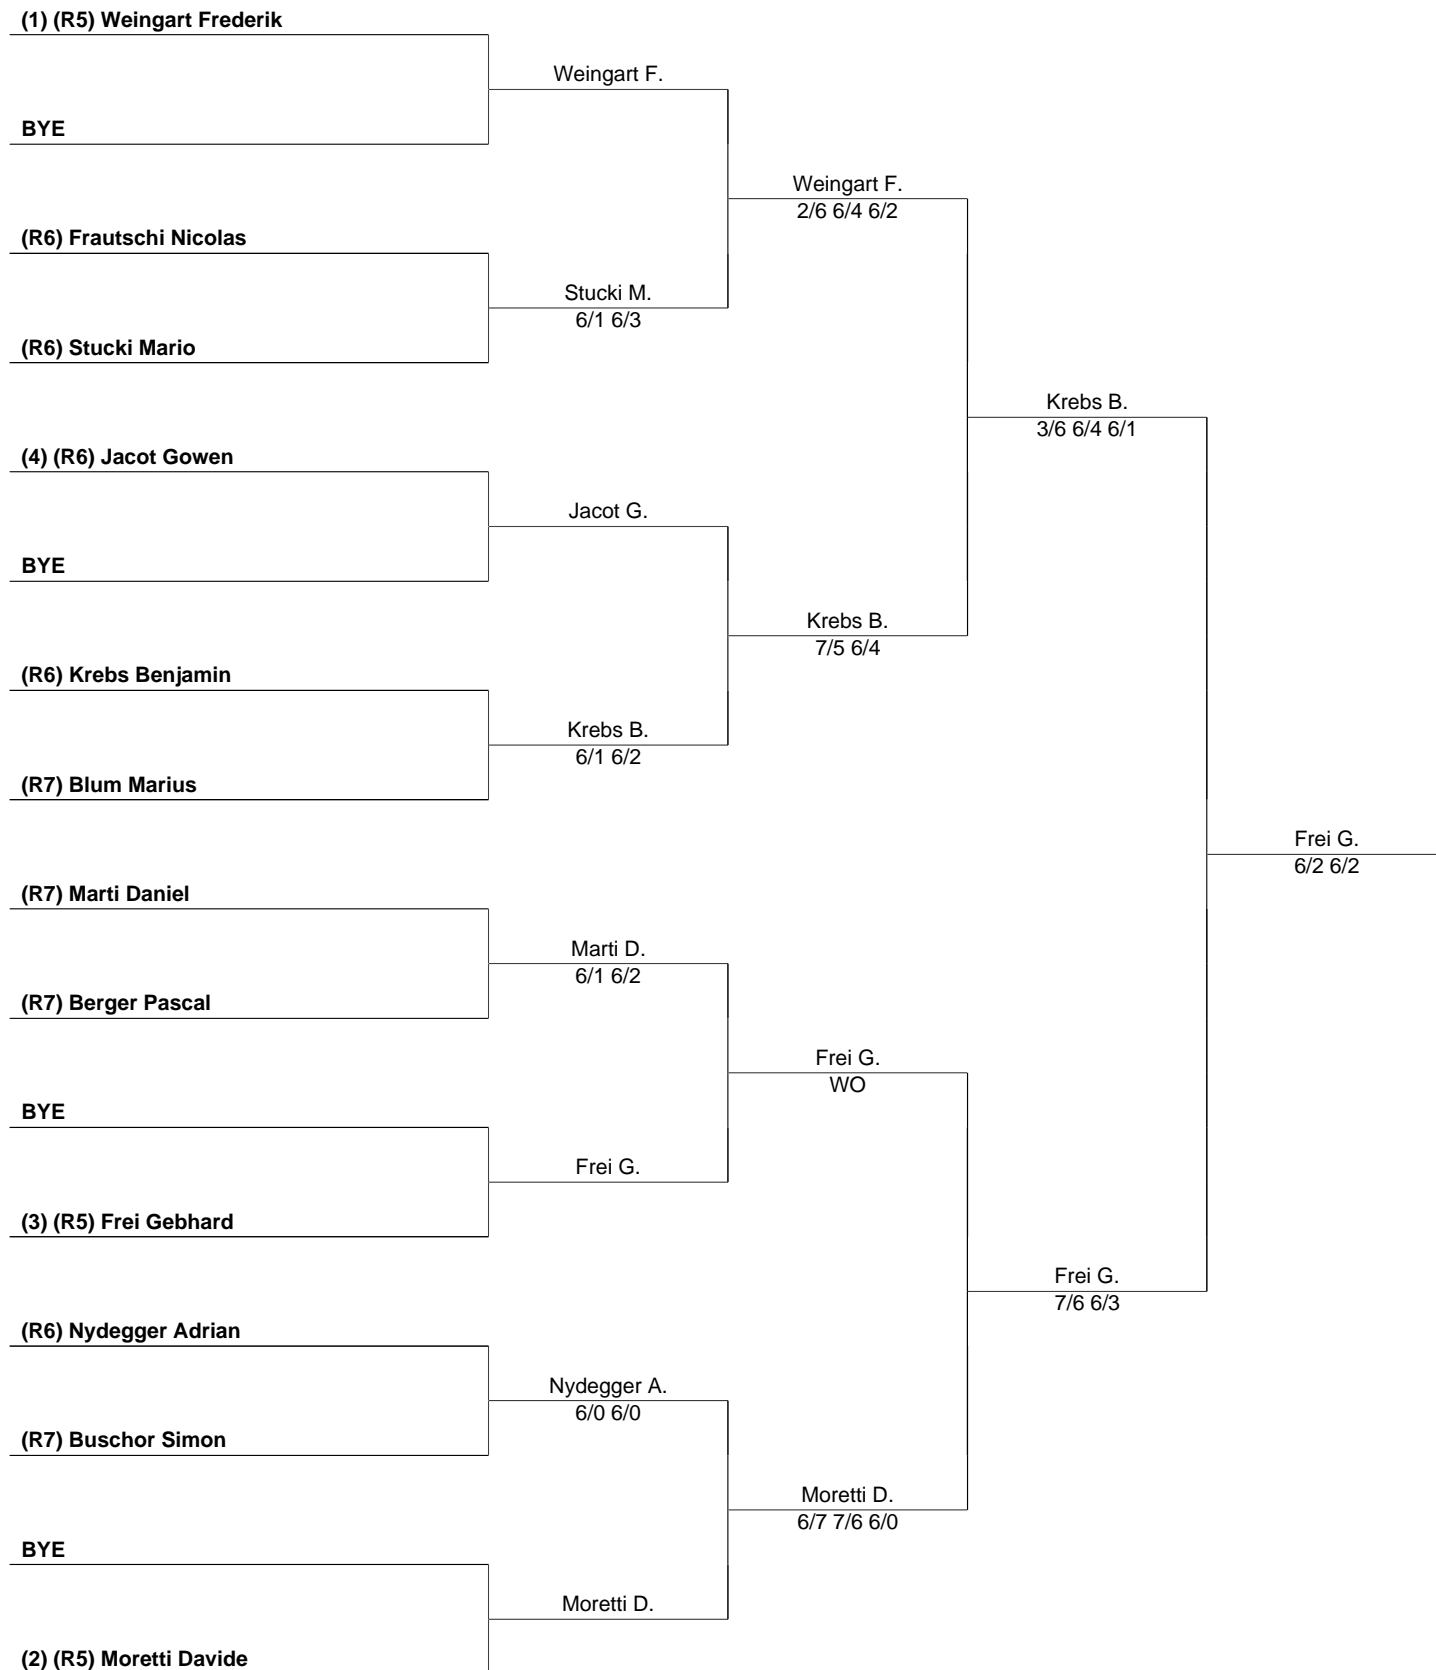 (1) (R5) Weingart Frederik
Weingart F.
BYE
Weingart F.
2/6 6/4 6/2
(R6) Frautschi Nicolas
Stucki M.
6/1 6/3
(R6) Stucki Mario
Krebs B.
3/6 6/4 6/1
(4) (R6) Jacot Gowen
Jacot G.
BYE
Krebs B.
7/5 6/4
(R6) Krebs Benjamin
Krebs B.
6/1 6/2
(R7) Blum Marius
Frei G.
6/2 6/2
(R7) Marti Daniel
Marti D.
6/1 6/2
(R7) Berger Pascal
Frei G.
WO
BYE
Frei G.
(3) (R5) Frei Gebhard
Frei G.
7/6 6/3
(R6) Nydegger Adrian
Nydegger A.
6/0 6/0
(R7) Buschor Simon
Moretti D.
6/7 7/6 6/0
BYE
Moretti D.
(2) (R5) Moretti Davide